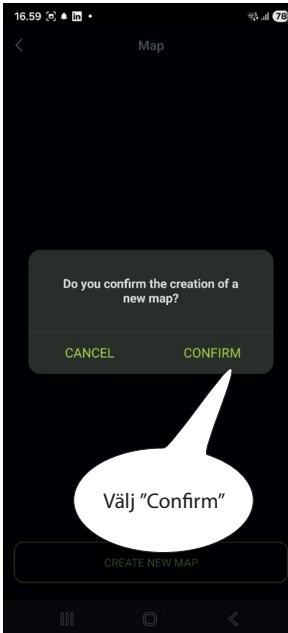 16.59
in
78
Map
Do you confirm the creation of a
new map?
CANCEL CONFIRM
Välj ”Confirm”
CREATE NEW MAP